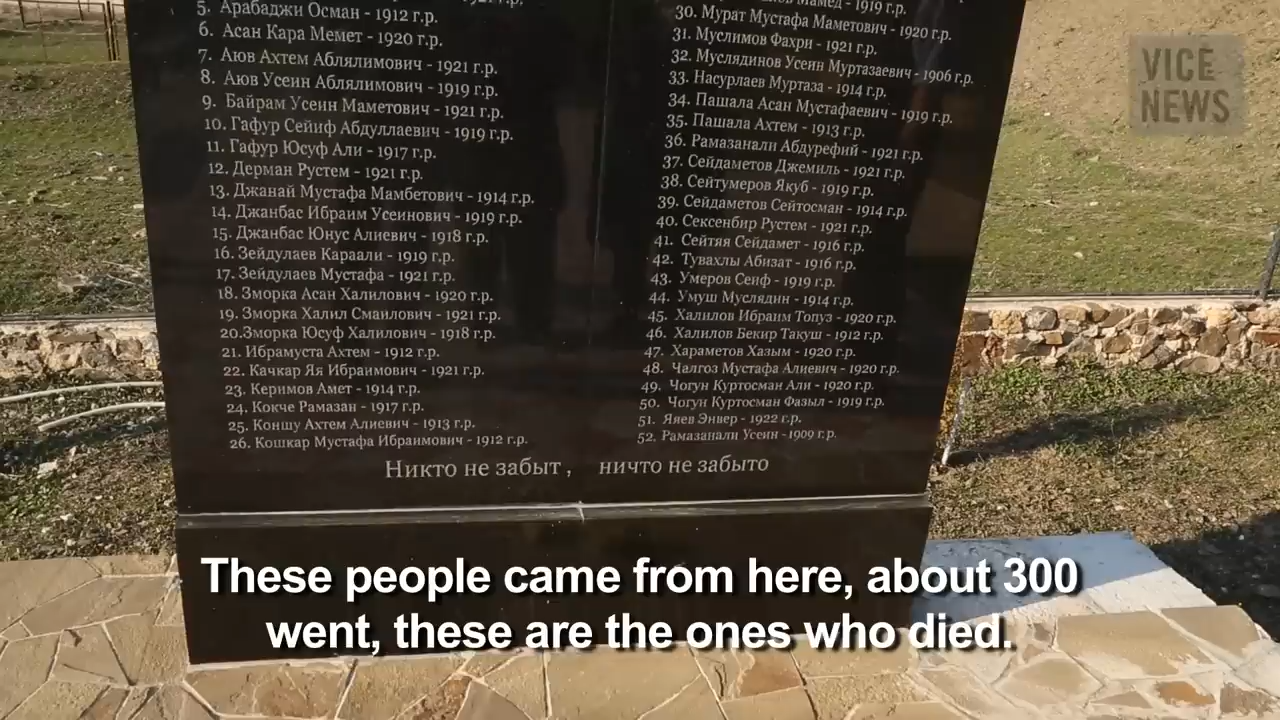 5. Арабаджи Осман - 1912 г.р.
6. Асан Кара Мемет - 1920 г.р.
7. Аюв Ахтем Аблялимович - 1921 г.р.
8. Аюв Усеин Аблялимович - 1919 г.р.
9. Байрам Усеин Маметович - 1921 г.р.
10. Гафур Сейиф Абдуллаевич - 1919 г.р.
11. Гафур Юсуф Али - 1917 г.р.
12. Дерман Рустем - 1921 г.р.
13. Джанай Мустафа Мамбетович - 1914 г.р.
14. Джанбас Ибраим Усеинович - 1919 г.р.
15. Джанбас Юнус Алиевич - 1918 г.р.
16. Зейдулаев Караали - 1919 г.р.
17. Зейдулаев Мустафа - 1921 г.р.
18. Зморка Асан Халилович - 1920 г.р.
19. Зморка Халил Смаилович - 1921 г.р.
20.Зморка Юсуф Халилович - 1918 г.р.
21. Ибрамуста Ахтем - 1912 г.р.
22. Качкар Яя Ибраимович - 1921 г.р.
23. Керимов Амет - 1914 г.р.
24. Кокче Рамазан - 1917 г.р.
25. Коншу Ахтем Алиевич - 1913 г.р.
26. Кошкар Мустафа Ибраимович - 1912 г.р.
Мамед - 1919 г.р.
30. Мурат Мустафа Маметович - 1920 г.р.
31. Муслимов Фахри - 1921 г.р.
32. Муслядинов Усеин Муртазаевич - 1906 г.р.
33. Насурлаев Муртаза - 1914 г.р.
34. Пашала Асан Мустафаевич - 1919 г.р.
35. Пашала Ахтем - 1913 г.р.
36. Рамазанали Абдурефий - 1921 г.р.
37. Сейдаметов Джемиль - 1921 г.р.
38. Сейтумеров Якуб - 1919 г.р.
39. Сейдаметов Сейтосман - 1914 г.р.
40. Сексенбир Рустем - 1921 г.р.
41. Сейтяя Сейдамет - 1916 г.р.
42. Тувахлы Абизат - 1916 г.р.
43. Умеров Сеиф - 1919 г.р.
44. Умуш Муслядин - 1914 г.р.
45. Халилов Ибраим Топуз - 1920 г.р.
46. Халилов Бекир Такуш - 1912 г.р.
47. Хараметов Хазым - 1920 г.р.
48. Чалгоз Мустафа Алиевич - 1920 г.р.
49. Чогун Куртосман Али - 1920 г.р.
50. Чогун Куртосман Фазыл - 1919 г.р.
51. Яяев Энвер - 1922 г.р.
52. Рамазанали Усеин - 1909 г.р.
Никто не забыт , ничто не забыто
VICE
NEWS
These people came from here, about 300
went, these are the ones who died.